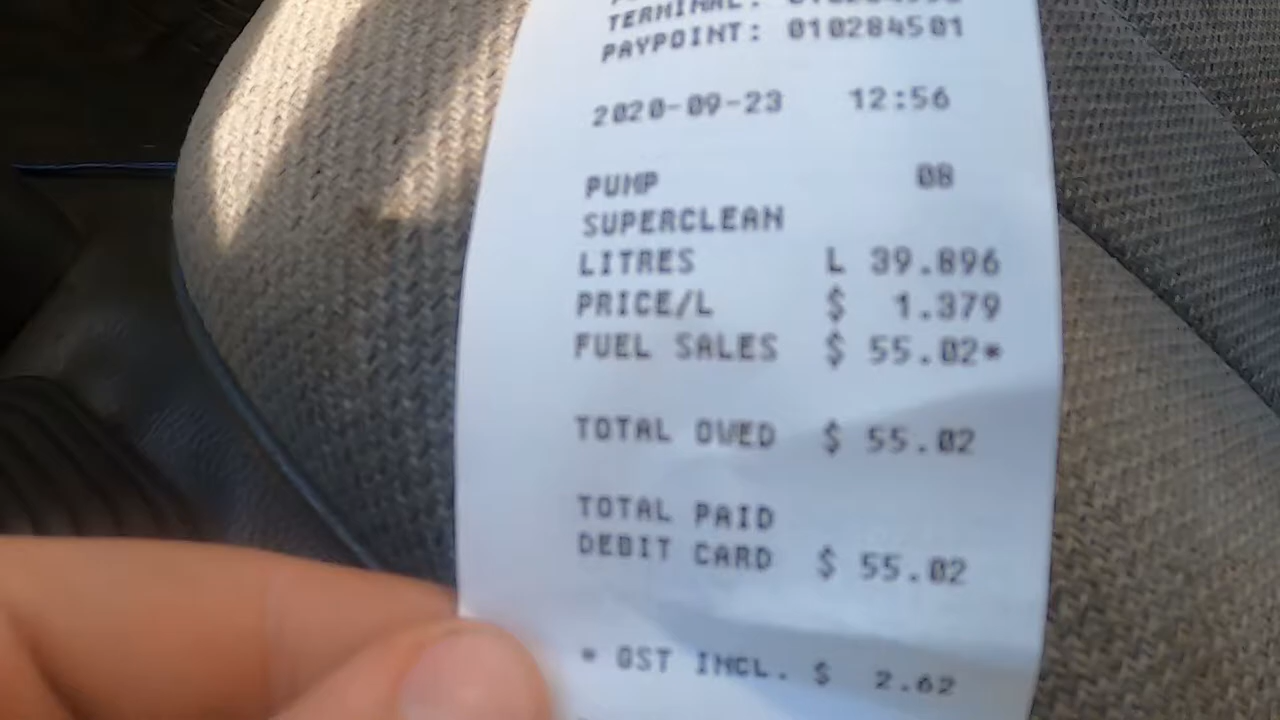 TERMINAL:
PAYPOINT: 010284501
2020-09-23 12:56
PUMP 08
SUPERCLEAN
LITRES L 39.896
PRICE/L $ 1.379
FUEL SALES $ 55.02*
TOTAL OWED $ 55.02
TOTAL PAID
DEBIT CARD $ 55.02
* GST INCL. $ 2.62